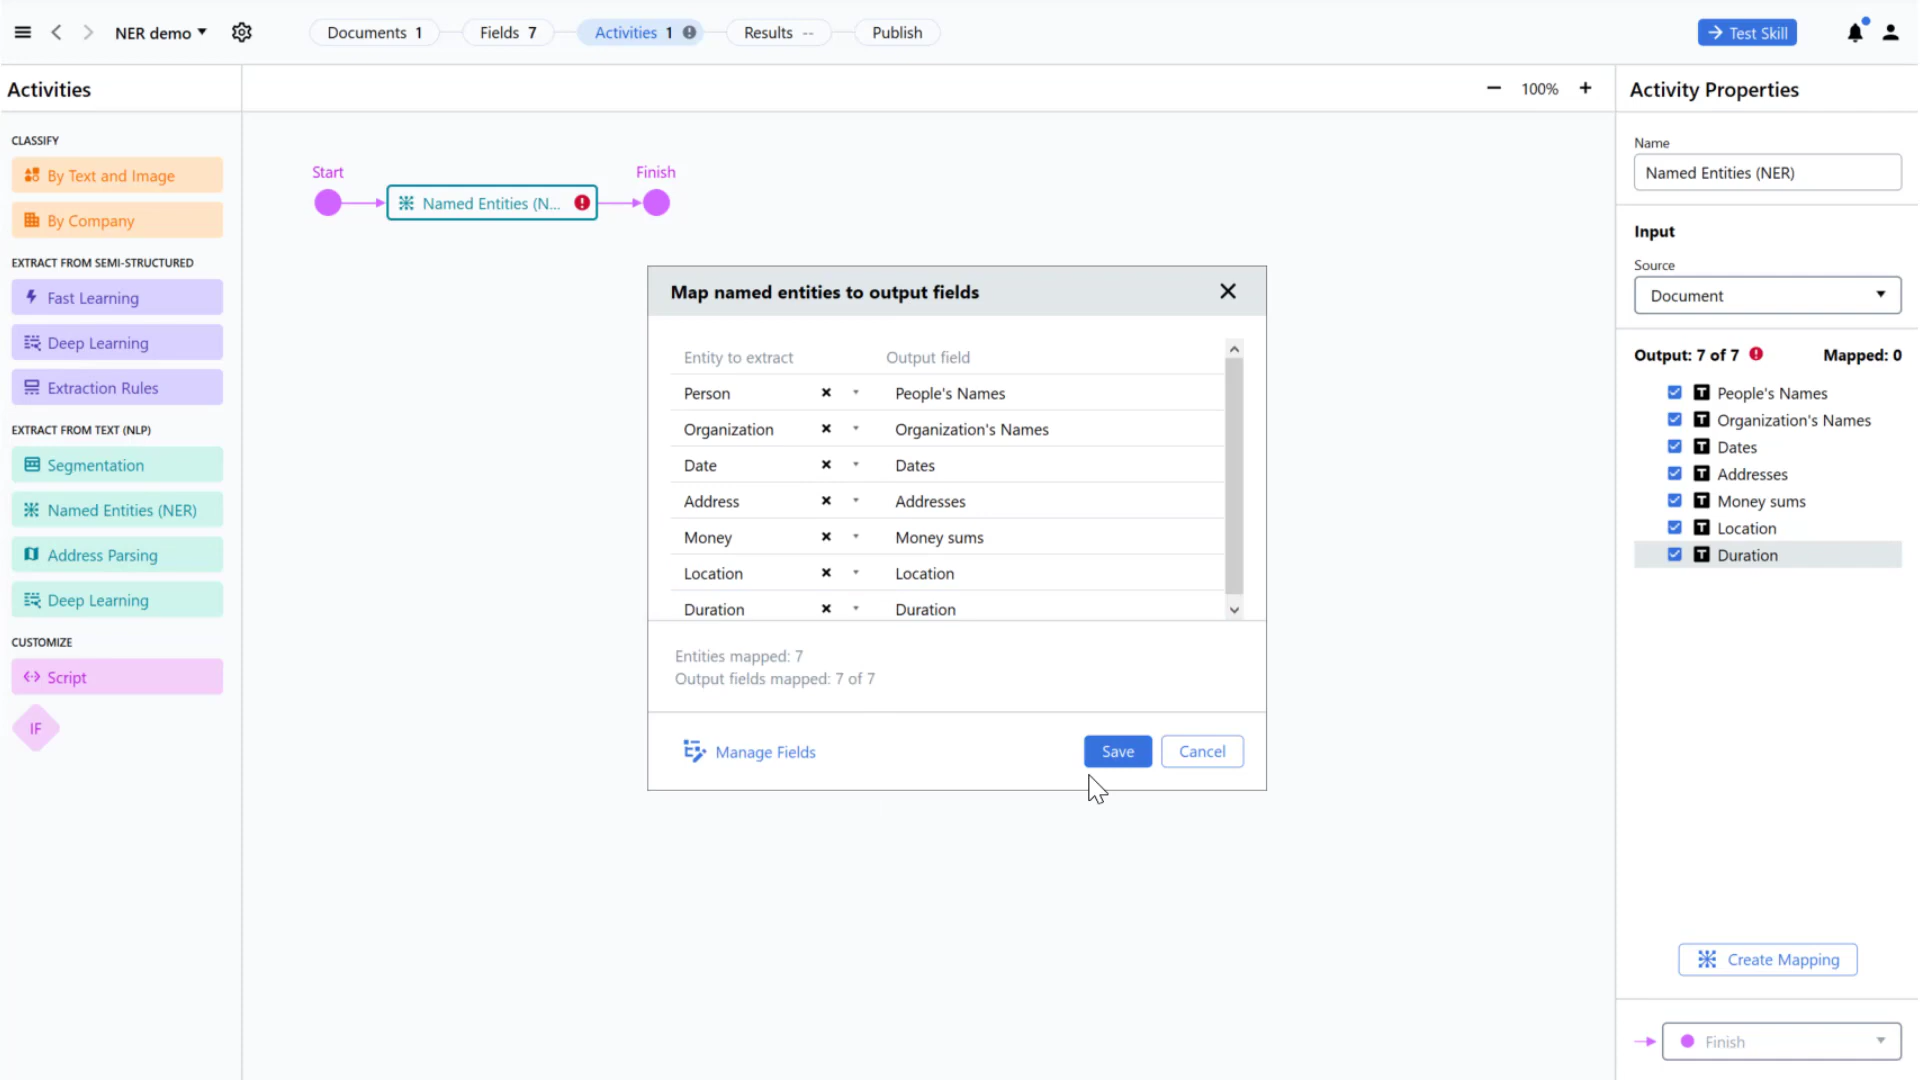 NER demo
Documents 1
Fields 7
Activities 1
Results --
Publish
Test Skill
Activities
100%
Activity Properties
CLASSIFY
By Text and Image
By Company
EXTRACT FROM SEMI-STRUCTURED
Fast Learning
Deep Learning
Extraction Rules
EXTRACT FROM TEXT (NLP)
Segmentation
Named Entities (NER)
Address Parsing
Deep Learning
CUSTOMIZE
Script
IF
Start
Finish
Named Entities (N...
Map named entities to output fields
Entity to extract Output field
Person People's Names
Organization Organization's Names
Date Dates
Address Addresses
Money Money sums
Location Location
Duration Duration
Entities mapped: 7
Output fields mapped: 7 of 7
Manage Fields
Save
Cancel
Name
Named Entities (NER)
Input
Source
Document
Output: 7 of 7 Mapped: 0
T People's Names
T Organization's Names
T Dates
T Addresses
T Money sums
T Location
T Duration
Create Mapping
Finish